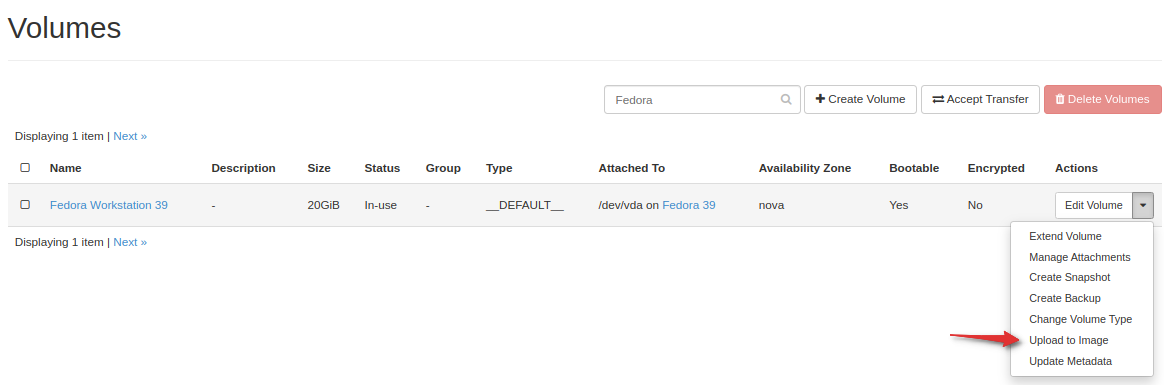 Volumes
Fedora
Create Volume
Accept Transfer
Delete Volumes
Displaying 1 item | Next »
Name Description Size Status Group Type Attached To Availability Zone Bootable Encrypted Actions
Fedora Workstation 39 - 20GiB In-use - __DEFAULT__ /dev/vda on Fedora 39 nova Yes No Edit Volume
Displaying 1 item | Next »
Extend Volume
Manage Attachments
Create Snapshot
Create Backup
Change Volume Type
Upload to Image
Update Metadata